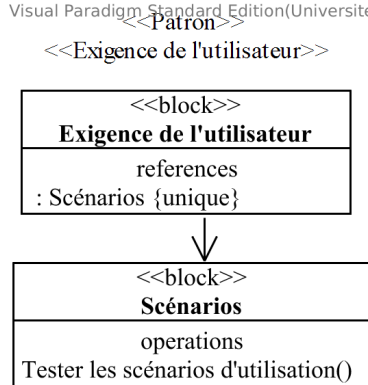 Visual Paradigm Standard Edition(Universite
<<Patron>>
<<Exigence de l'utilisateur>>
<<block>>
Exigence de l'utilisateur
references
: Scénarios {unique}
<<block>>
Scénarios
operations
Tester les scénarios d'utilisation()